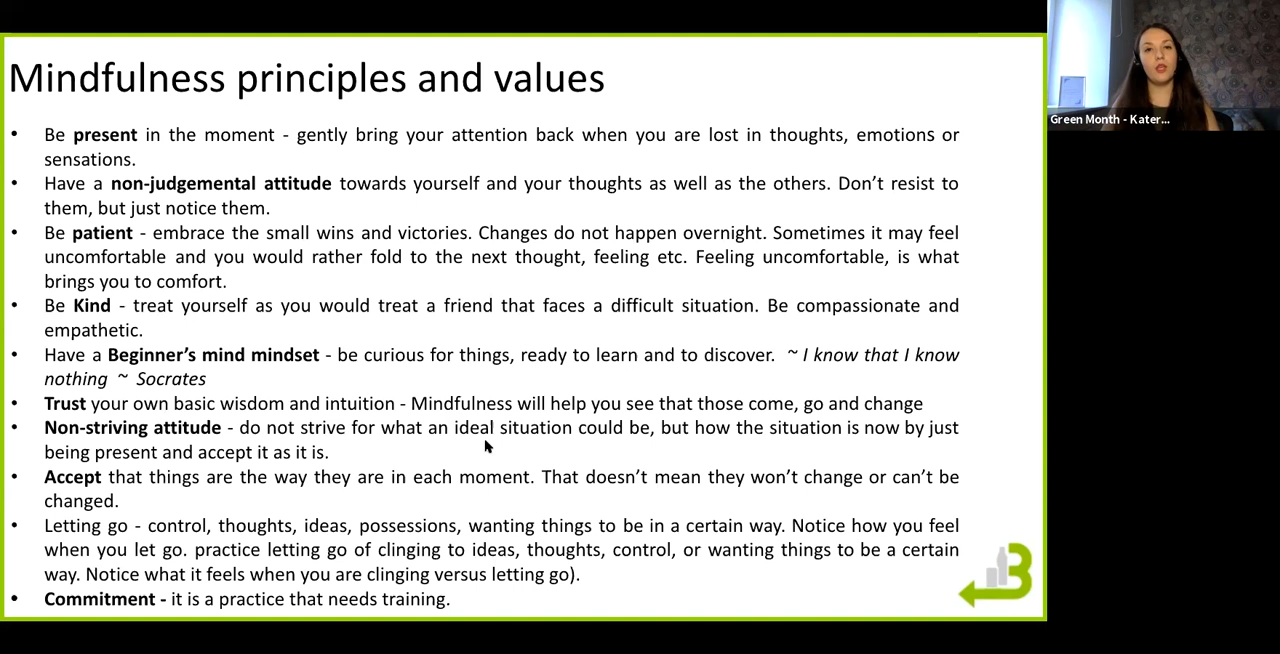 Mindfulness principles and values
• Be present in the moment - gently bring your attention back when you are lost in thoughts, emotions or
sensations.
• Have a non-judgemental attitude towards yourself and your thoughts as well as the others. Don’t resist to
them, but just notice them.
• Be patient - embrace the small wins and victories. Changes do not happen overnight. Sometimes it may feel
uncomfortable and you would rather fold to the next thought, feeling etc. Feeling uncomfortable, is what
brings you to comfort.
• Be Kind - treat yourself as you would treat a friend that faces a difficult situation. Be compassionate and
empathetic.
• Have a Beginner’s mind mindset - be curious for things, ready to learn and to discover. ~ I know that I know
nothing ~ Socrates
• Trust your own basic wisdom and intuition - Mindfulness will help you see that those come, go and change
• Non-striving attitude - do not strive for what an ideal situation could be, but how the situation is now by just
being present and accept it as it is.
• Accept that things are the way they are in each moment. That doesn’t mean they won’t change or can’t be
changed.
• Letting go - control, thoughts, ideas, possessions, wanting things to be in a certain way. Notice how you feel
when you let go. practice letting go of clinging to ideas, thoughts, control, or wanting things to be a certain
way. Notice what it feels when you are clinging versus letting go).
• Commitment - it is a practice that needs training.
Green Month - Kater...